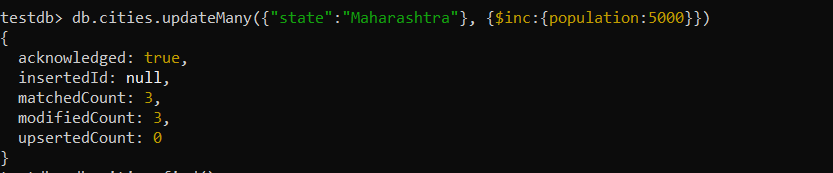 testdb> db.cities.updateMany({"state":"Maharashtra"}, {$inc:{population:5000}})
{
  acknowledged: true,
  insertedId: null,
  matchedCount: 3,
  modifiedCount: 3,
  upsertedCount: 0
}